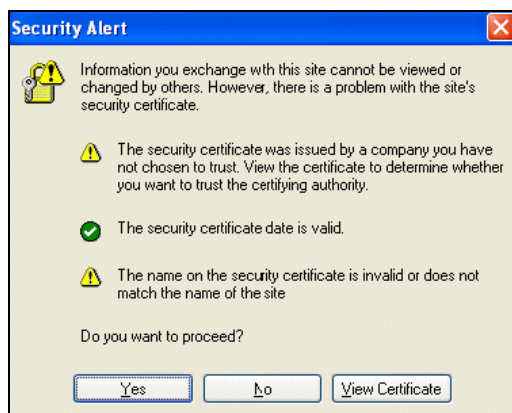 Security Alert
Information you exchange wth this site cannot be viewed or
changed by others. However, there is a problem with the site's
security certificate.
The security certificate was issued by a company you have
not chosen to trust. View the certificate to determine whether
you want to trust the certifying authority.
The security certificate date is valid.
The name on the security certificate is invalid or does not
match the name of the site
Do you want to proceed?
Yes No View Certificate